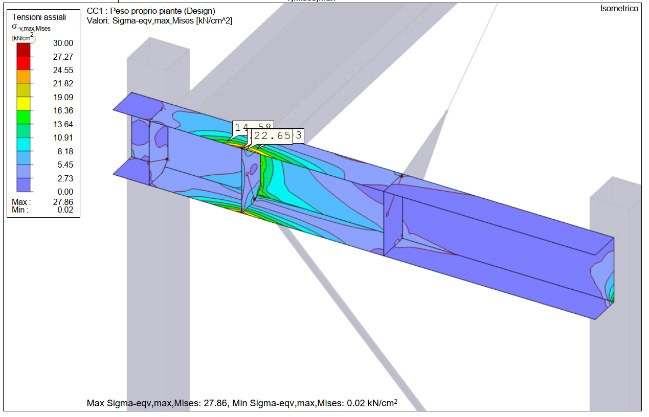 CC1 : Peso proprio piante (Design)
Valori: Sigma-eqv,max,Mises [kN/cm^2]
Isometrico
Tensioni assiali
σ-v,max,Mises
[kN/cm²]
30.00
27.27
24.55
21.82
19.09
16.36
13.64
10.91
8.18
5.45
2.73
0.00
Max : 27.86
Min : 0.02
14.58
22.65 3
Max Sigma-eqv,max,Mises: 27.86, Min Sigma-eqv,max,Mises: 0.02 kN/cm²